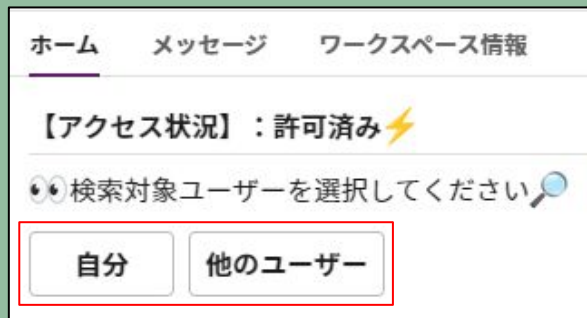 ホーム メッセージ ワークスペース情報
【アクセス状況】：許可済み⚡
👀検索対象ユーザーを選択してください🔎
自分 他のユーザー